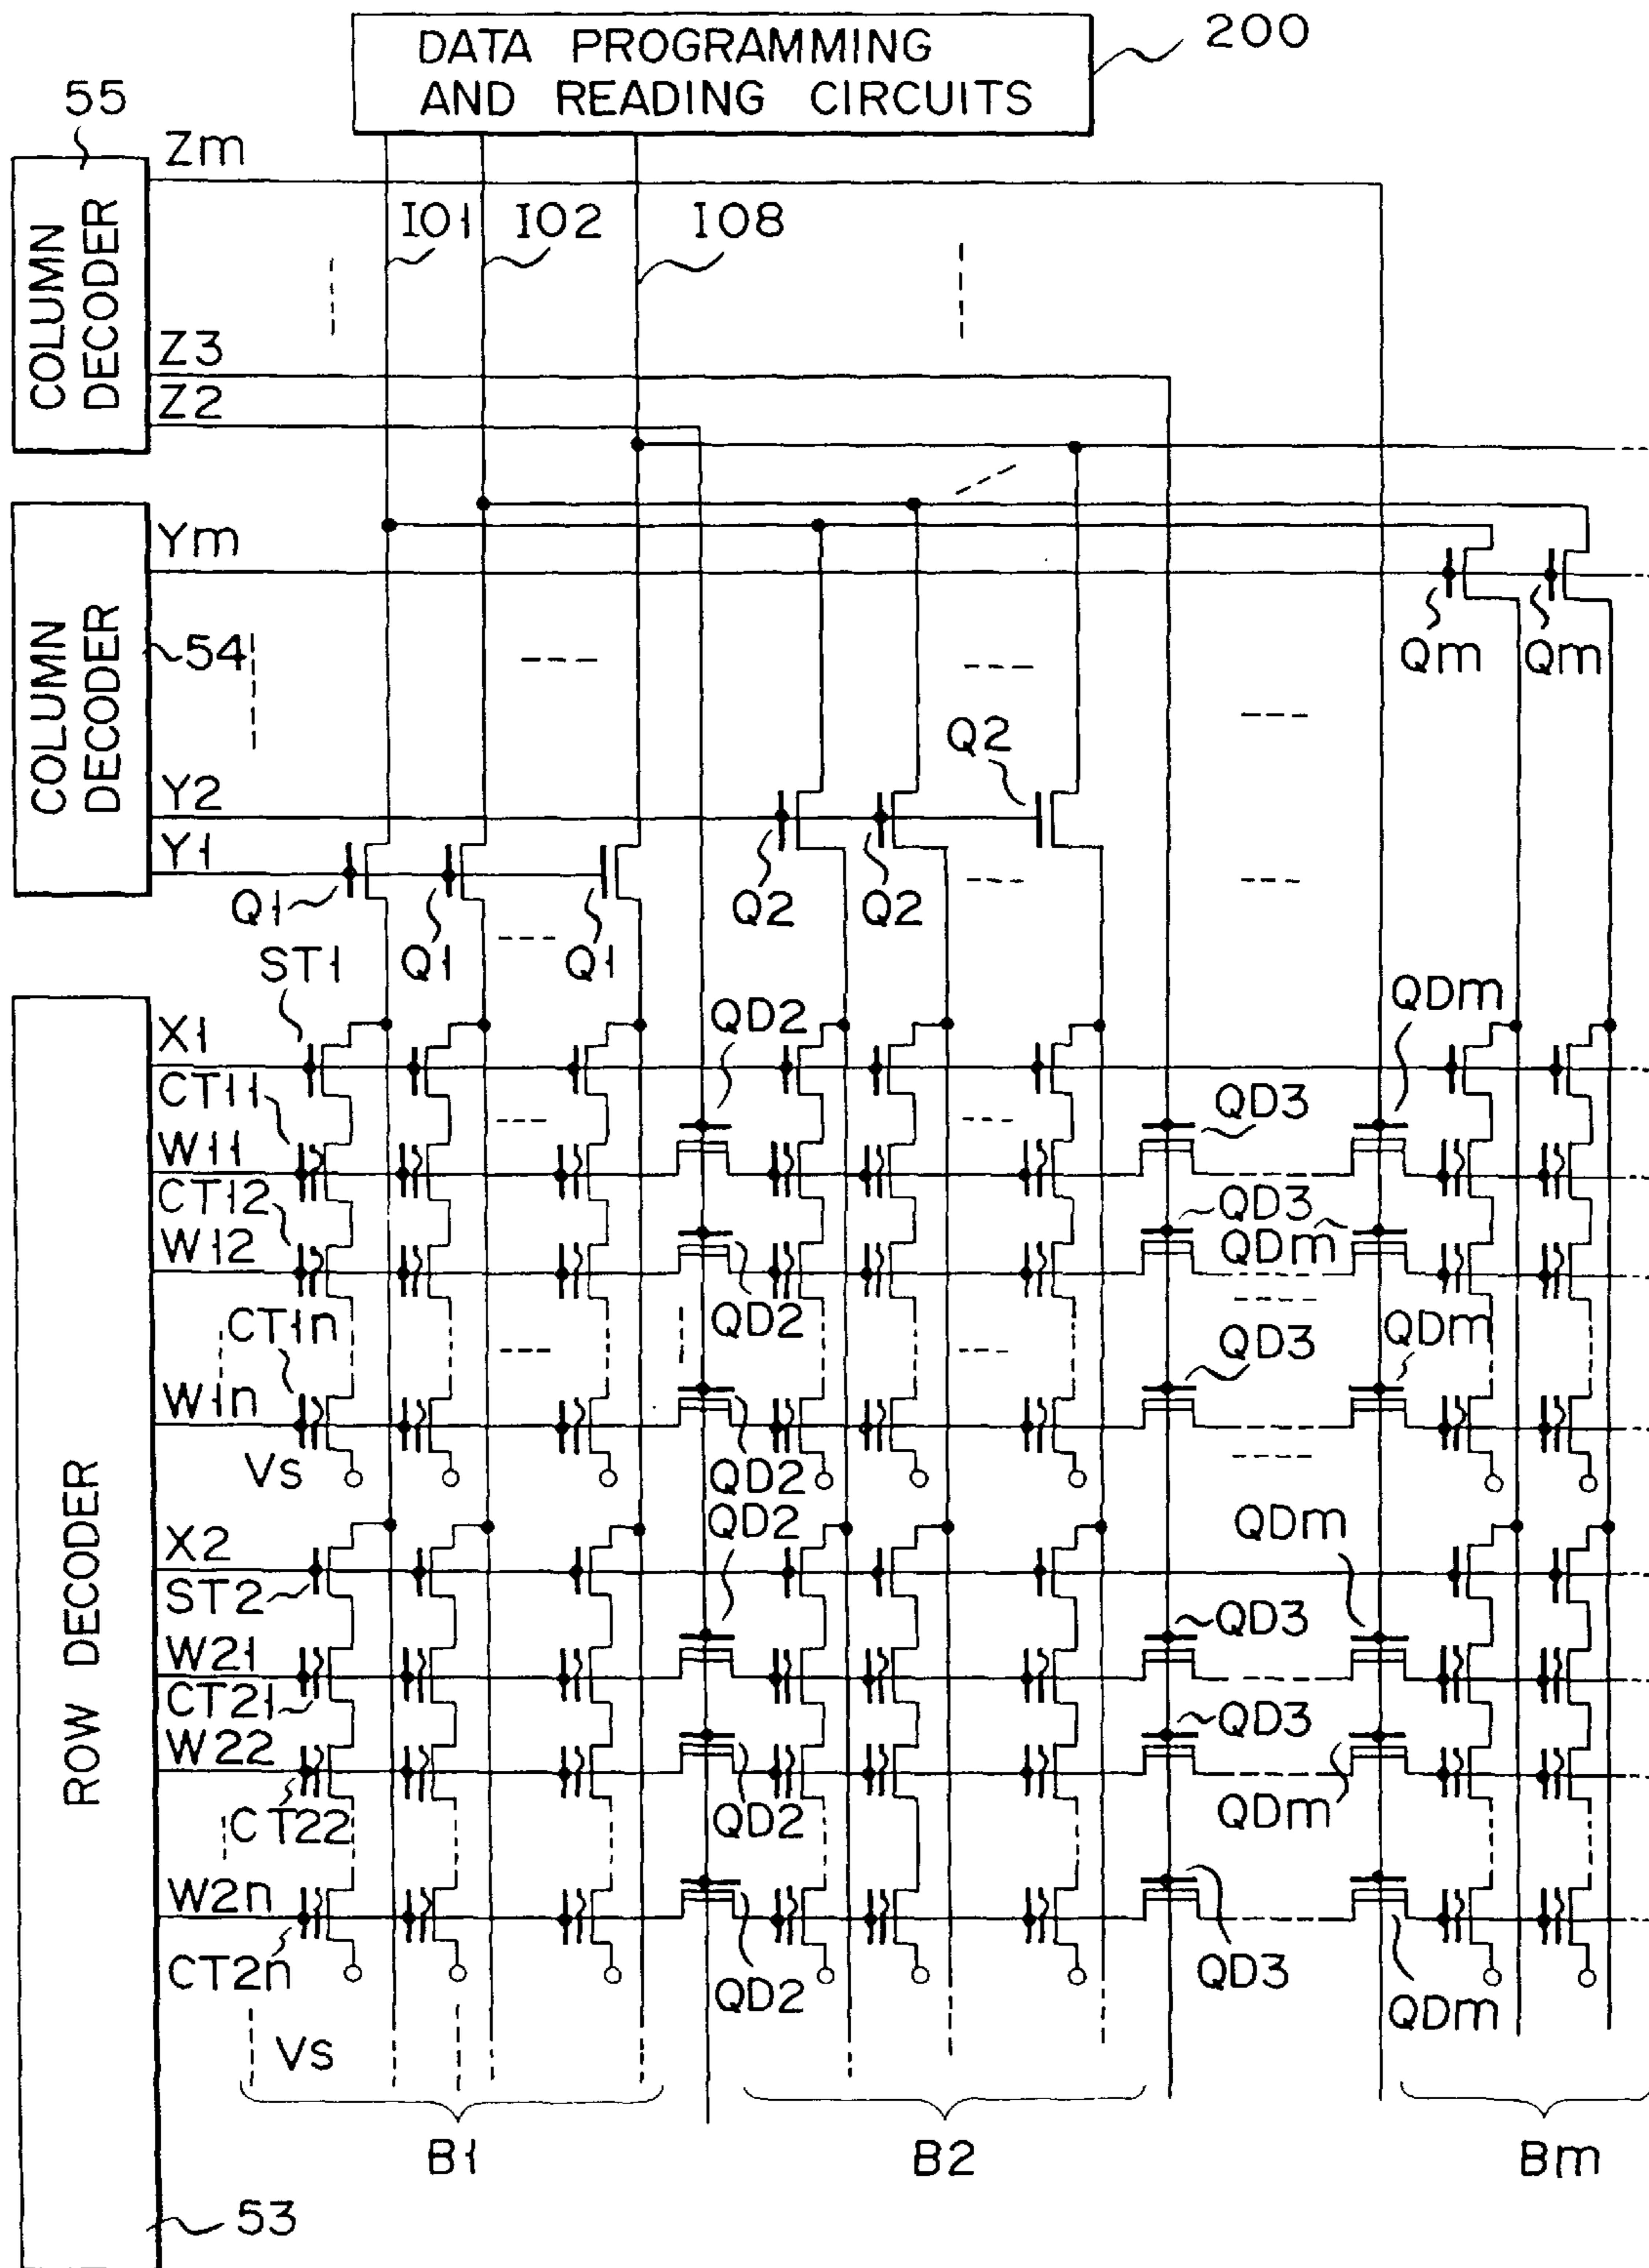 DATA PROGRAMMING
AND READING CIRCUITS
200
55
COLUMN
DECODER
Zm
IO1
IO2
IO8
Z3
Z2
COLUMN
DECODER
54
Ym
Qm
Qm
Q2
Y2
Y1
Q1
Q1
Q1
Q2
Q2
ST1
ROW DECODER
X1
QD2
QDm
CT11
QD3
W11
CT12
QD3
W12
QDm
QD2
CT1n
QD3
QDm
W1n
Vs
QD2
QD2
QDm
X2
ST2
QD3
W21
CT21
QD3
W22
CT22
QD2
QDm
W2n
CT2n
QD2
QD3
QDm
Vs
B1
B2
Bm
53